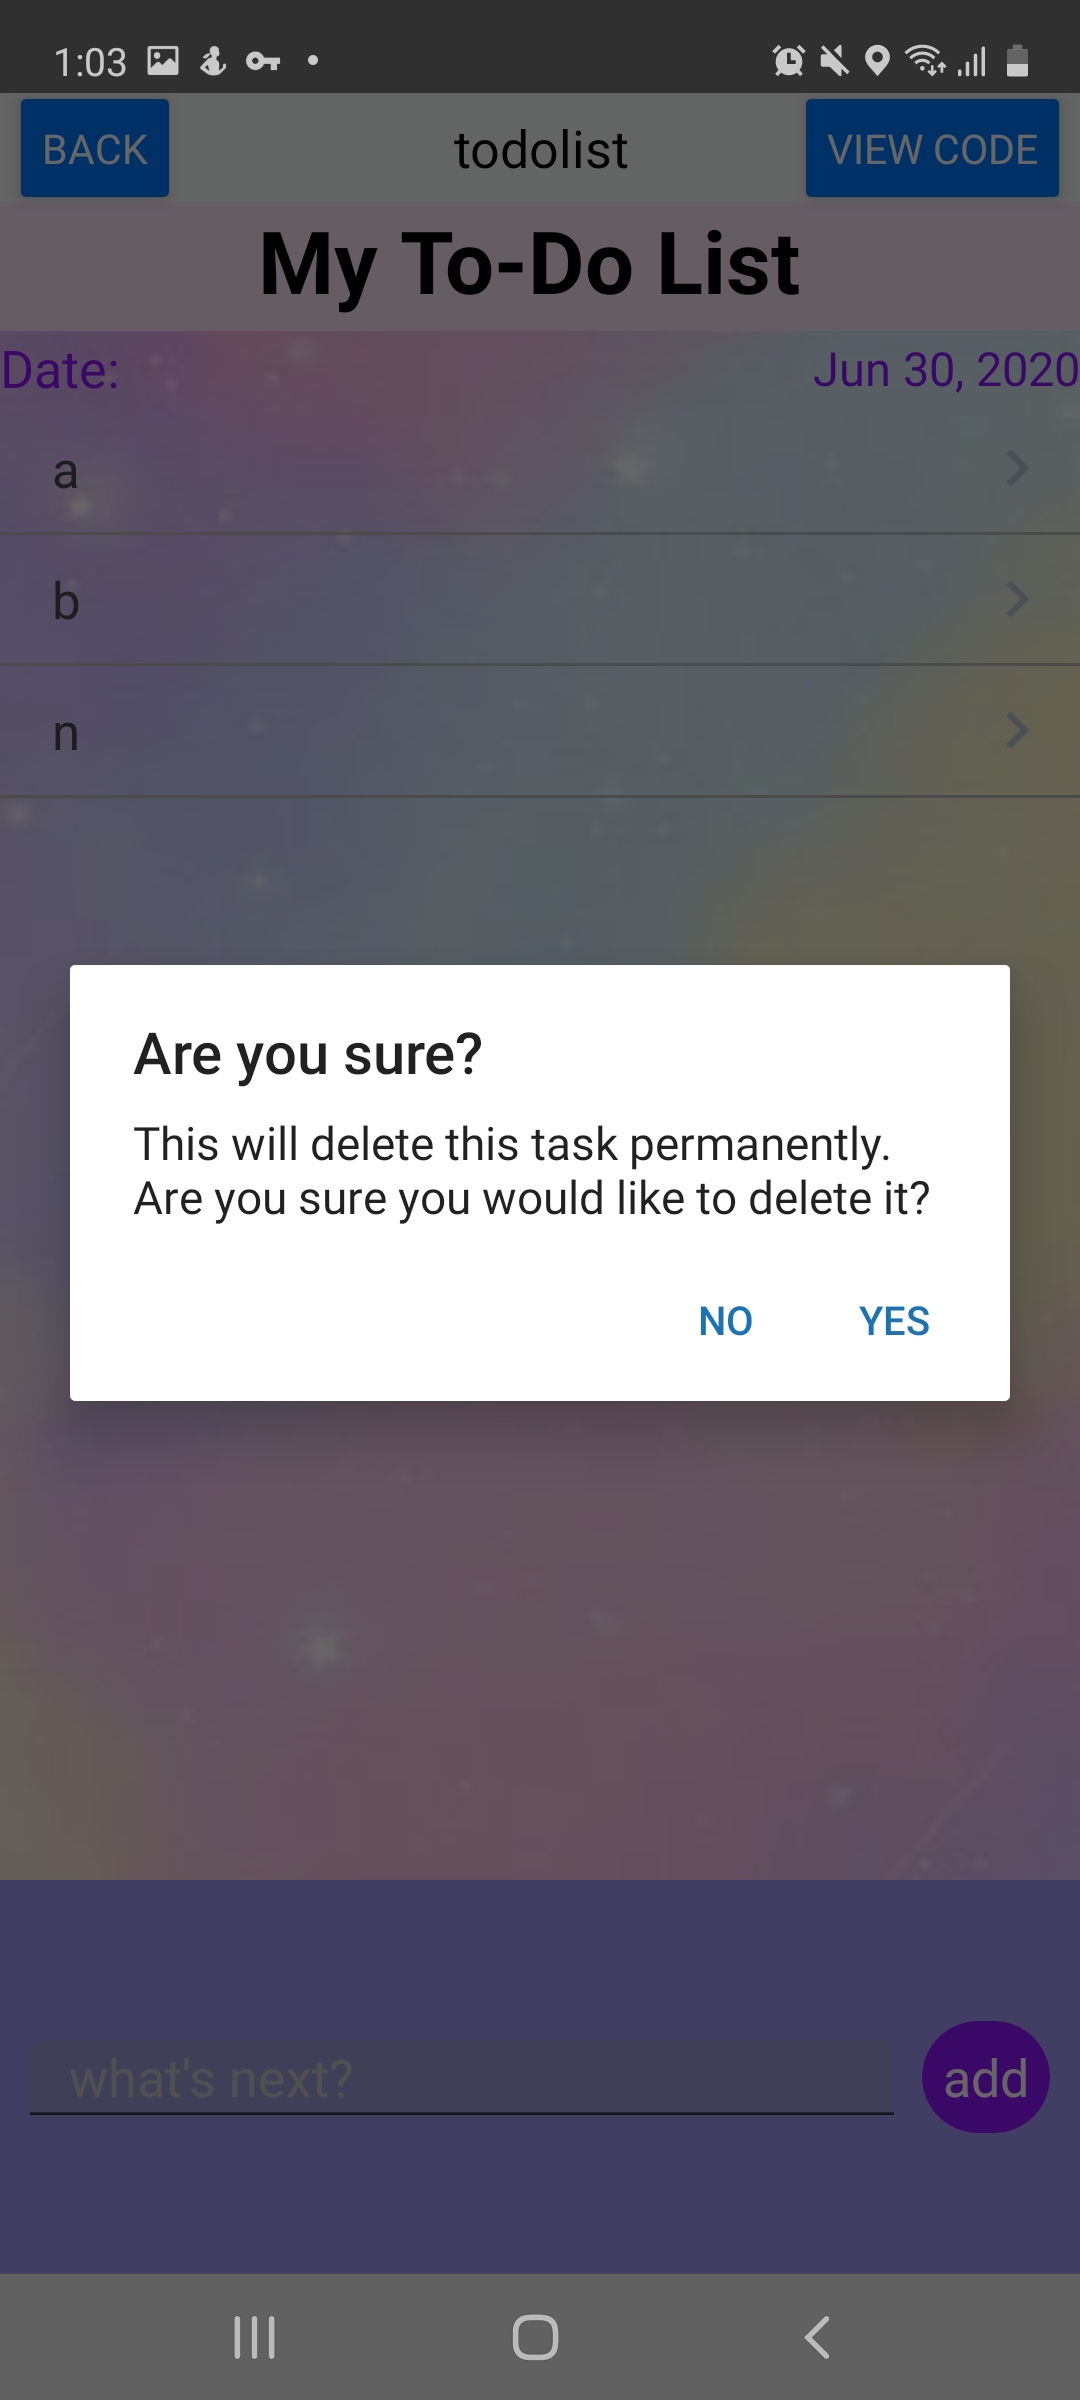 1:03
BACK todolist VIEW CODE
My To-Do List
Date: Jun 30, 2020
a
b
n
Are you sure?
This will delete this task permanently.
Are you sure you would like to delete it?
NO YES
what's next? add